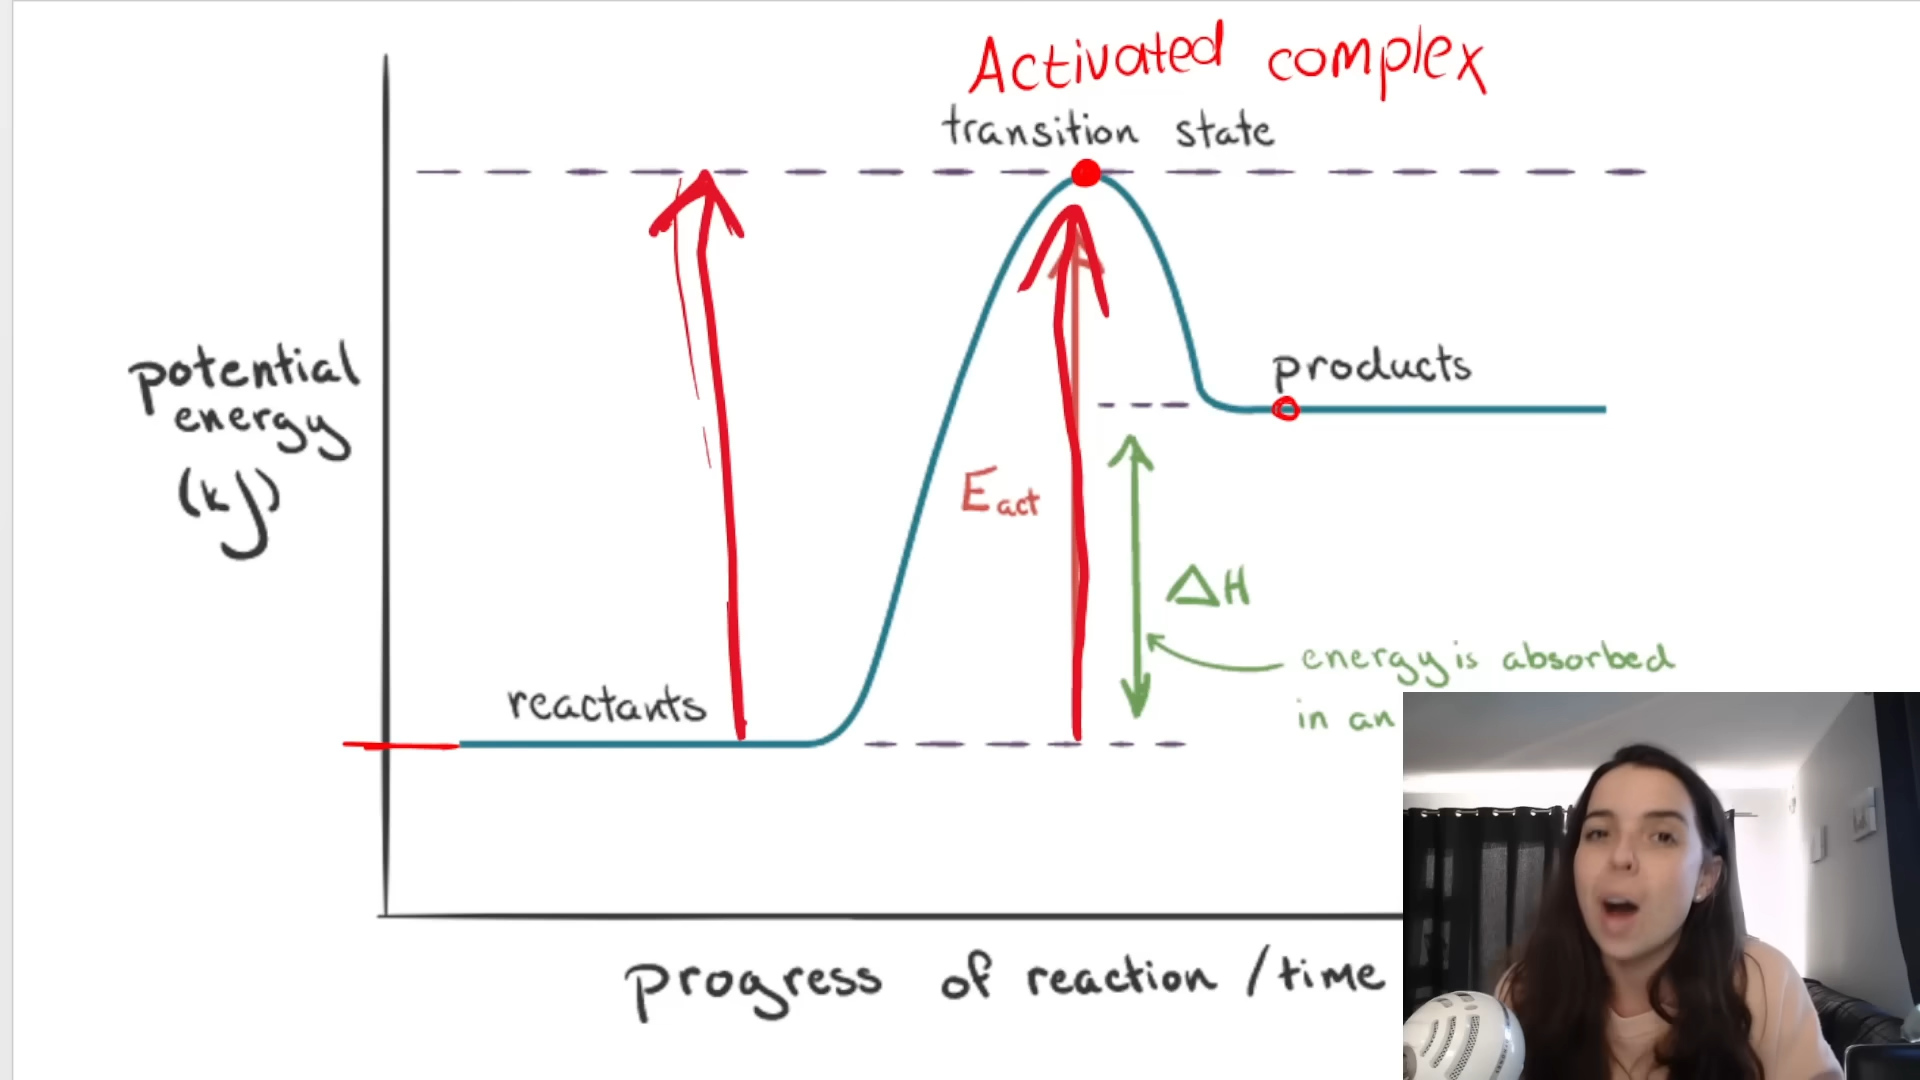 Activated complex
transition state
potential
energy
(kJ)
products
Eact
ΔH
energy is absorbed
in an
reactants
progress of reaction /time